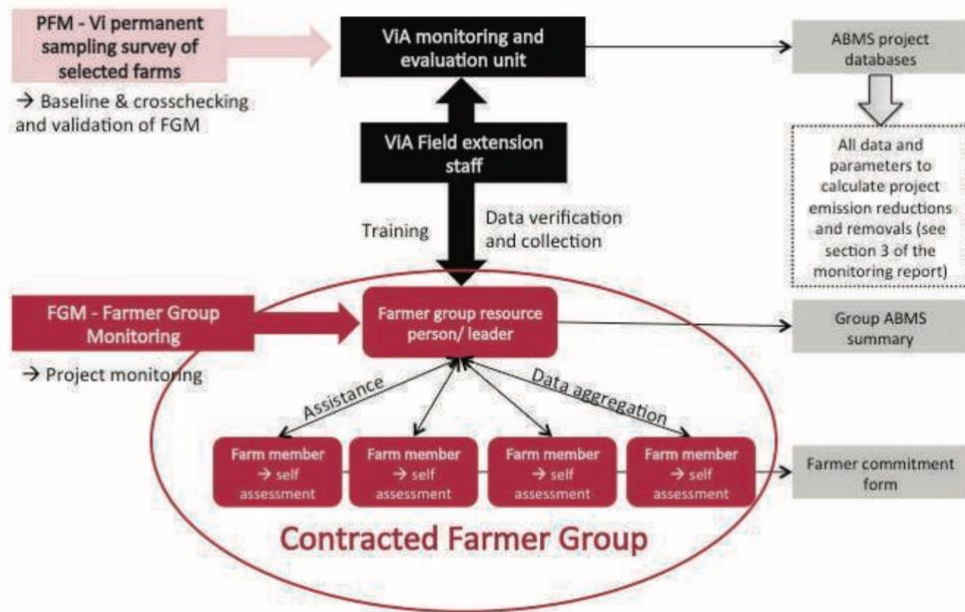 PFM - Vi permanent
sampling survey of
selected farms
→ Baseline & crosschecking
and validation of FGM
ViA monitoring and
evaluation unit
ABMS project
databases
ViA Field extension
staff
All data and
parameters to
calculate project
emission reductions
and removals (see
section 3 of the
monitoring report)
Training
Data verification
and collection
FGM - Farmer Group
Monitoring
→ Project monitoring
Farmer group resource
person/ leader
Group ABMS
summary
Assistance
Data aggregation
Farm member
→ self
assessment
Farm member
→ self
assessment
Farm member
→ self
assessment
Farm member
→ self
assessment
Farmer commitment
form
Contracted Farmer Group